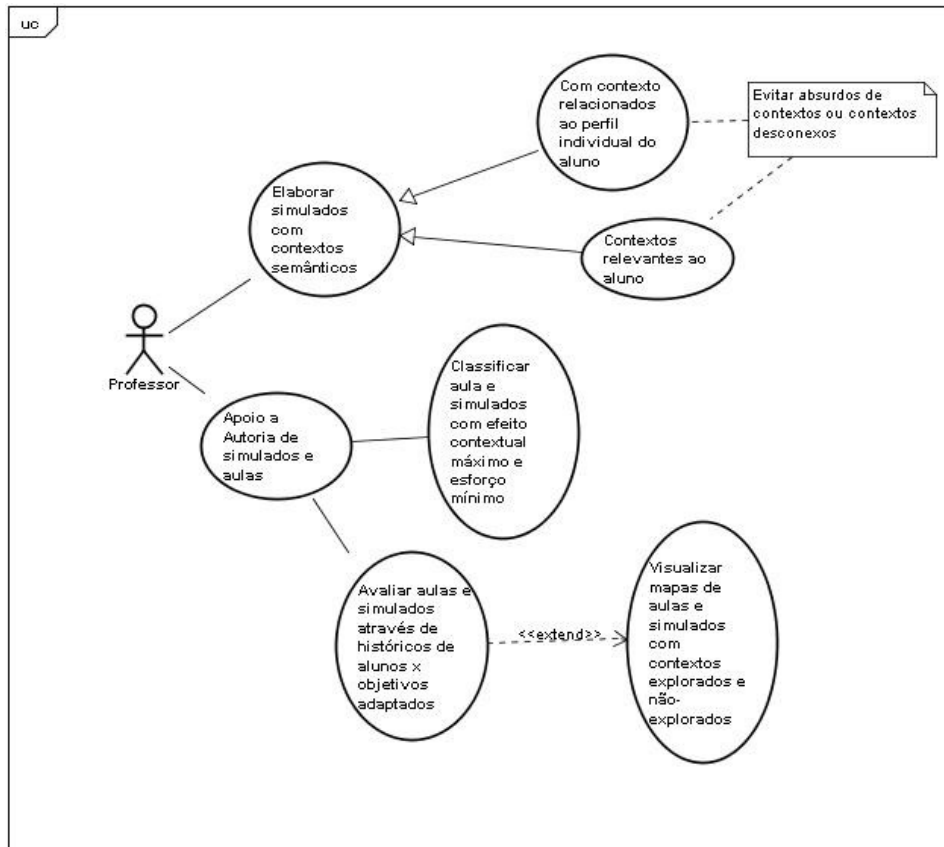 uc
Com contexto
relacionados
ao perfil
individual do
aluno
Evitar absurdos de
contextos ou contextos
desconexos
Elaborar
simulados
com
contextos
semânticos
Contextos
relevantes ao
aluno
Professor
Classificar
aula e
simulados
com efeito
contextual
máximo e
esforço
mínimo
Apoio a
Autoria de
simulados e
aulas
Avaliar aulas e
simulados
através de
históricos de
alunos x
objetivos
adaptados
<<extend>>
Visualizar
mapas de
aulas e
simulados
com
contextos
explorados e
não-
explorados